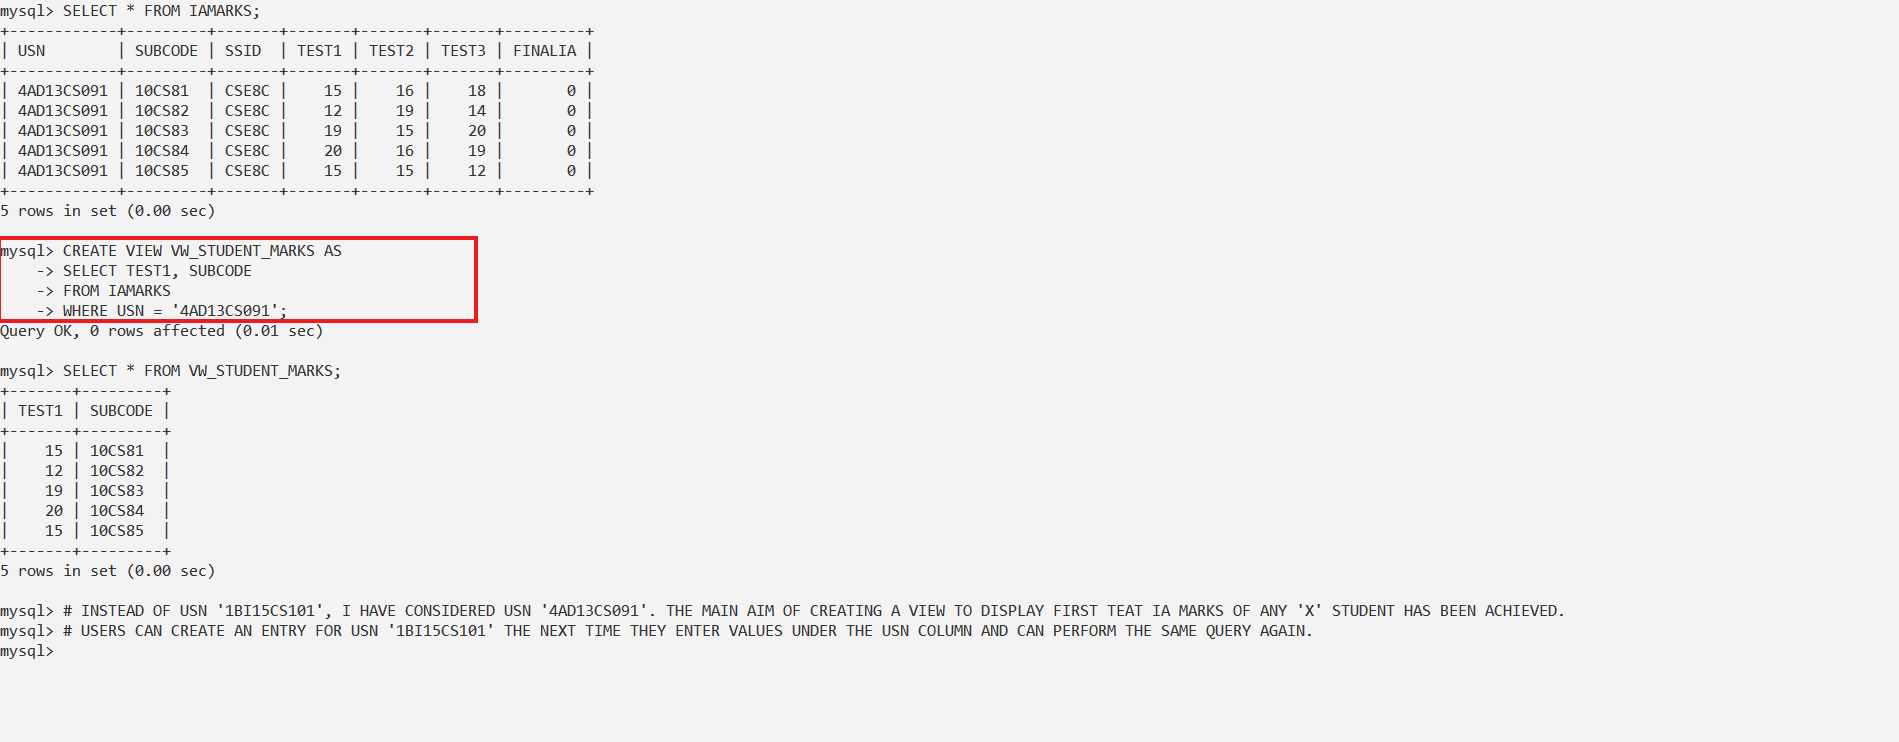 mysql> SELECT * FROM IAMARKS;
+------------+---------+-------+-------+-------+-------+---------+
| USN        | SUBCODE | SSID  | TEST1 | TEST2 | TEST3 | FINALIA |
+------------+---------+-------+-------+-------+-------+---------+
| 4AD13CS091 | 10CS81  | CSE8C |    15 |    16 |    18 |       0 |
| 4AD13CS091 | 10CS82  | CSE8C |    12 |    19 |    14 |       0 |
| 4AD13CS091 | 10CS83  | CSE8C |    19 |    15 |    20 |       0 |
| 4AD13CS091 | 10CS84  | CSE8C |    20 |    16 |    19 |       0 |
| 4AD13CS091 | 10CS85  | CSE8C |    15 |    15 |    12 |       0 |
+------------+---------+-------+-------+-------+-------+---------+
5 rows in set (0.00 sec)
mysql> CREATE VIEW VW_STUDENT_MARKS AS
    -> SELECT TEST1, SUBCODE
    -> FROM IAMARKS
    -> WHERE USN = '4AD13CS091';
Query OK, 0 rows affected (0.01 sec)
mysql> SELECT * FROM VW_STUDENT_MARKS;
+-------+---------+
| TEST1 | SUBCODE |
+-------+---------+
|    15 | 10CS81  |
|    12 | 10CS82  |
|    19 | 10CS83  |
|    20 | 10CS84  |
|    15 | 10CS85  |
+-------+---------+
5 rows in set (0.00 sec)
mysql> # INSTEAD OF USN '1BI15CS101', I HAVE CONSIDERED USN '4AD13CS091'. THE MAIN AIM OF CREATING A VIEW TO DISPLAY FIRST TEAT IA MARKS OF ANY 'X' STUDENT HAS BEEN ACHIEVED.
mysql> # USERS CAN CREATE AN ENTRY FOR USN '1BI15CS101' THE NEXT TIME THEY ENTER VALUES UNDER THE USN COLUMN AND CAN PERFORM THE SAME QUERY AGAIN.
mysql>